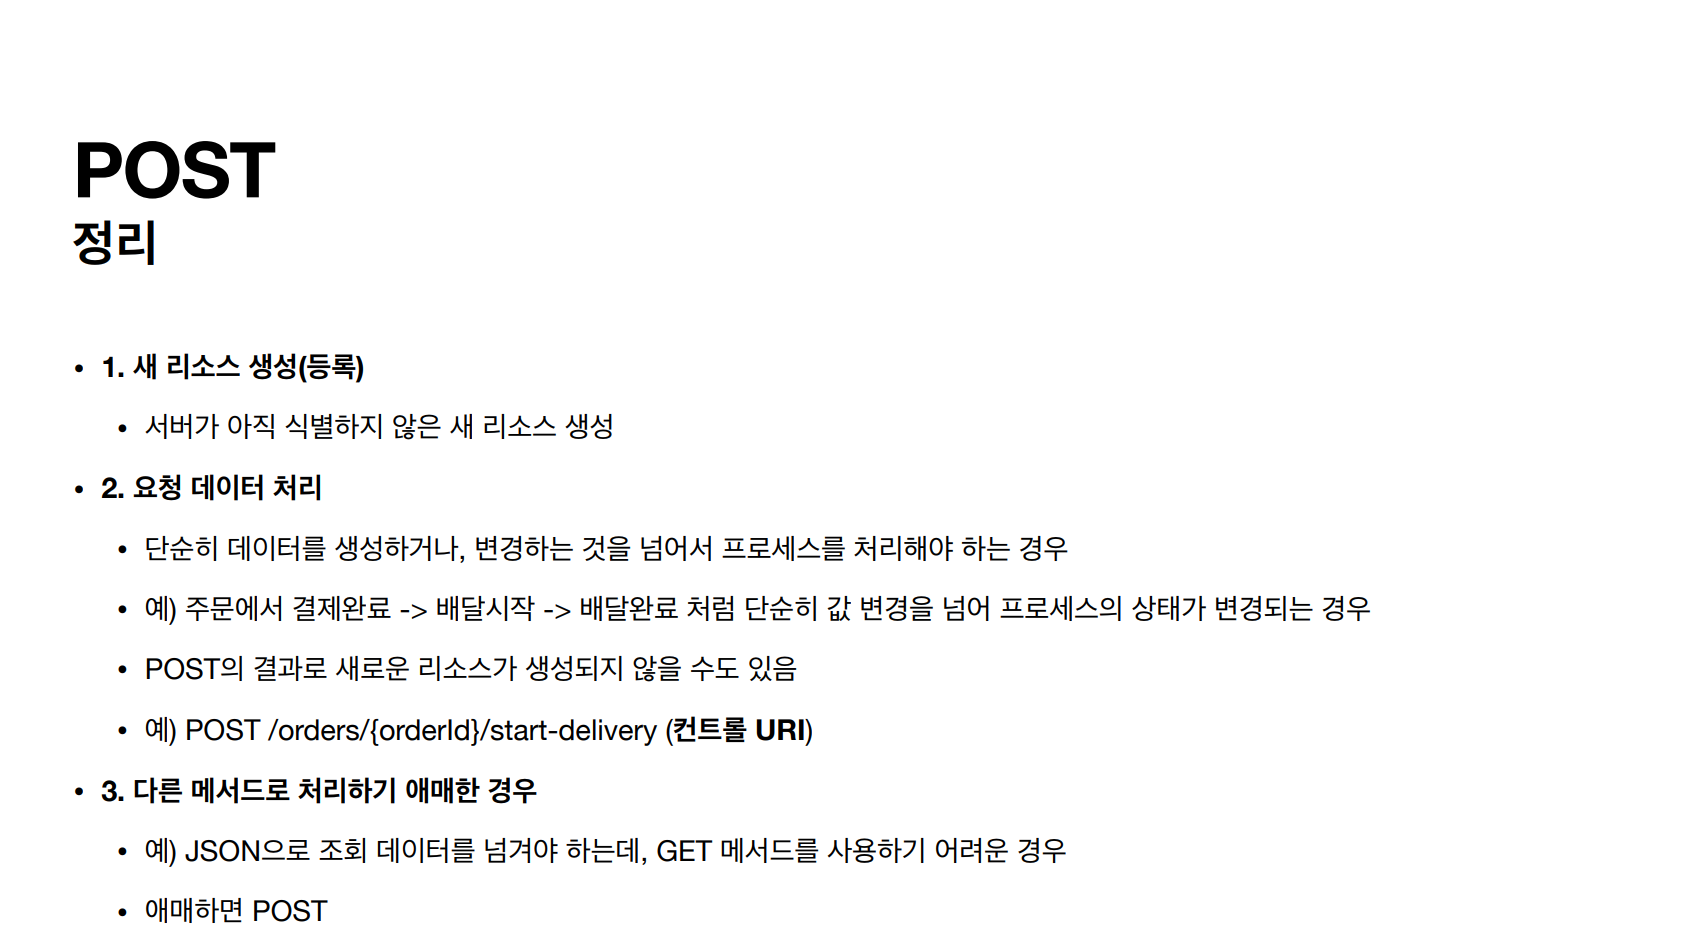 POST
정리
• 1. 새 리소스 생성(등록)
• 서버가 아직 식별하지 않은 새 리소스 생성
• 2. 요청 데이터 처리
• 단순히 데이터를 생성하거나, 변경하는 것을 넘어서 프로세스를 처리해야 하는 경우
• 예) 주문에서 결제완료 -> 배달시작 -> 배달완료 처럼 단순히 값 변경을 넘어 프로세스의 상태가 변경되는 경우
• POST의 결과로 새로운 리소스가 생성되지 않을 수도 있음
• 예) POST /orders/{orderId}/start-delivery (컨트롤 URI)
• 3. 다른 메서드로 처리하기 애매한 경우
• 예) JSON으로 조회 데이터를 넘겨야 하는데, GET 메서드를 사용하기 어려운 경우
• 애매하면 POST